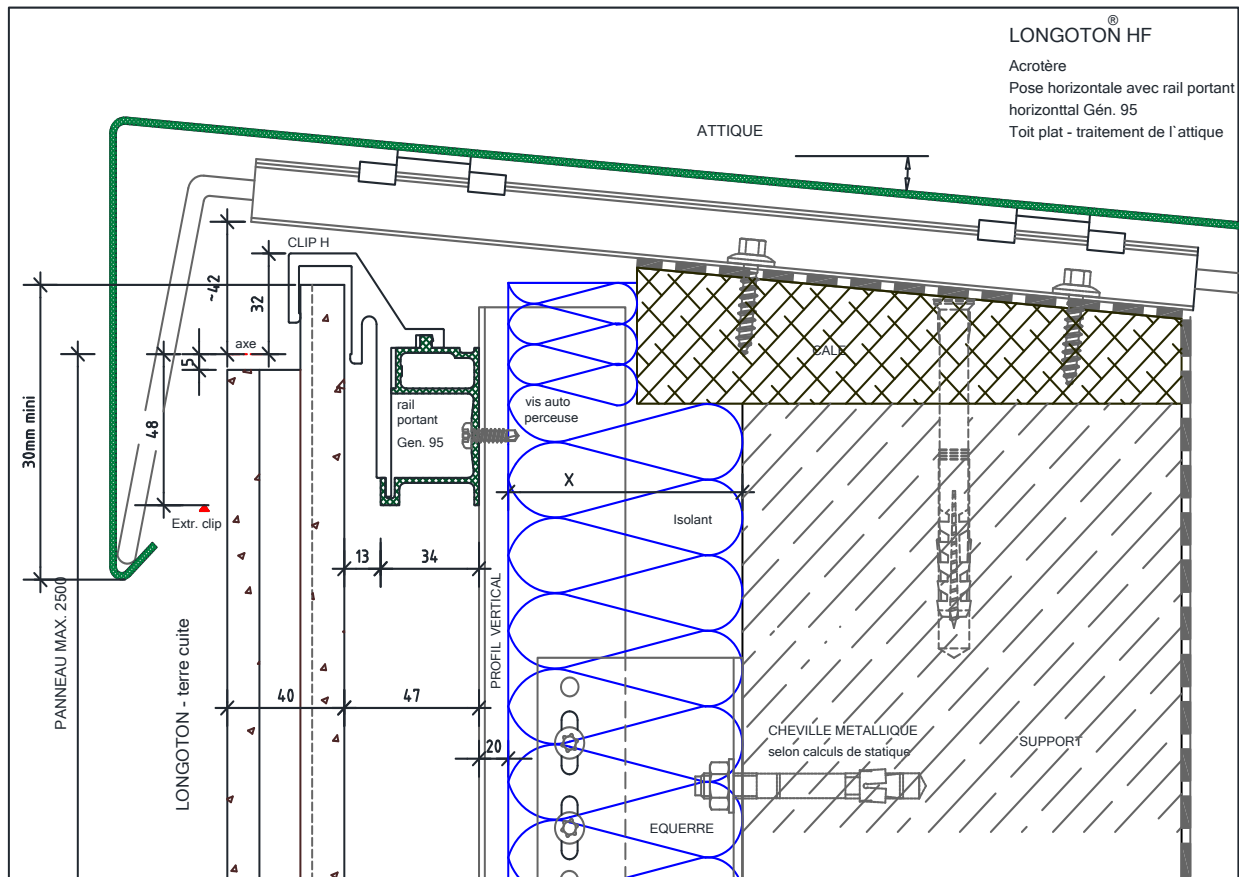 ®
LONGOTON HF
Acrotère
Pose horizontale avec rail portant
horizonttal Gén. 95
Toit plat - traitement de l`attique
ATTIQUE
CLIP H
~42
32
axe
5
CALE
30mm mini
48
rail
portant
Gen. 95
vis auto
perceuse
X
Isolant
Extr. clip
13
34
PANNEAU MAX. 2500
LONGOTON - terre cuite
PROFIL VERTICAL
40
47
20
CHEVILLE METALLIQUE
selon calculs de statique
SUPPORT
EQUERRE